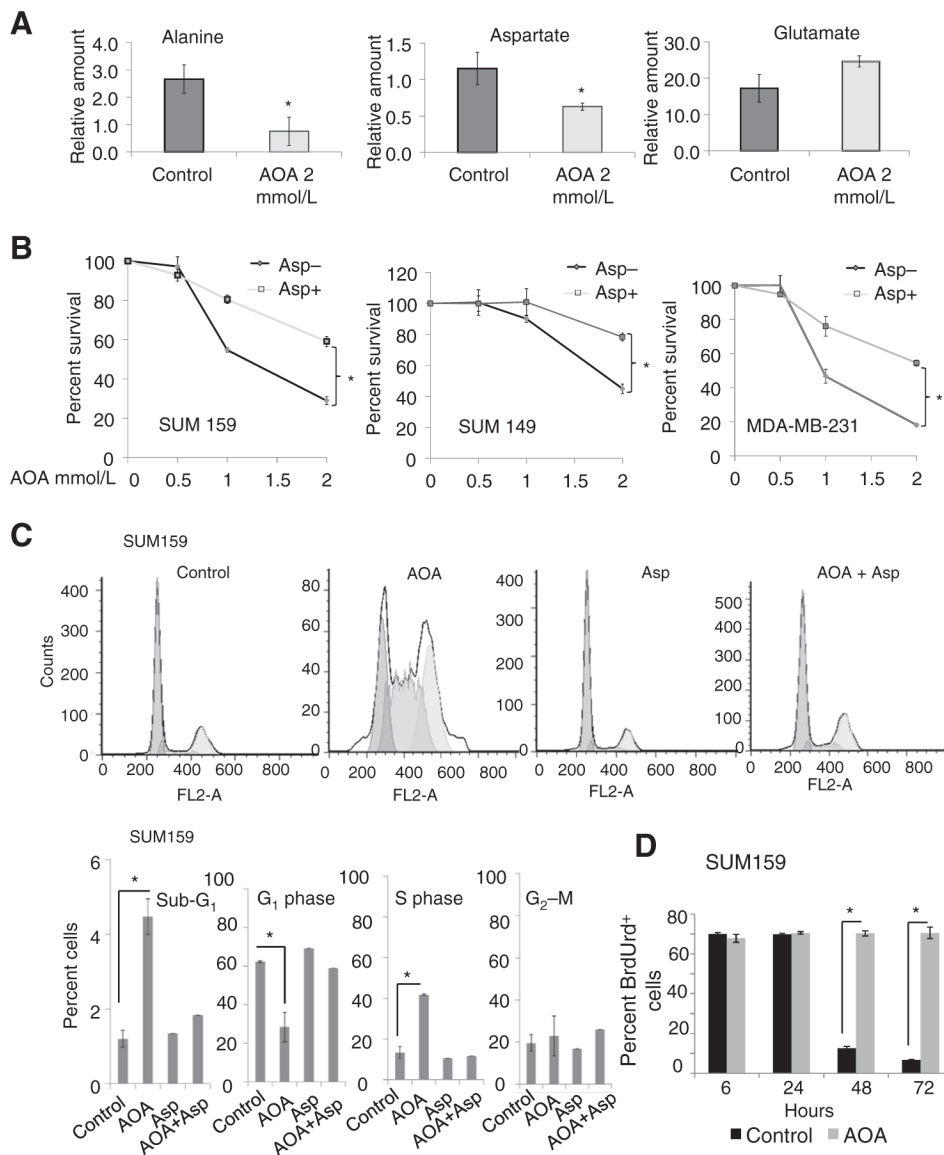 A
Alanine
Relative amount
4.0
3.0
2.0
1.0
0.0
*
Control
AOA 2
mmol/L
Aspartate
Relative amount
1.5
1.0
0.5
0.0
*
Control
AOA 2
mmol/L
Glutamate
Relative amount
30.0
20.0
10.0
0.0
Control
AOA 2
mmol/L
B
Percent survival
100
80
60
40
20
0
Asp–
Asp+
*
SUM 159
AOA mmol/L
0 0.5 1 1.5 2
Percent survival
120
100
80
60
40
20
0
Asp–
Asp+
*
SUM 149
0 0.5 1 1.5 2
Percent survival
100
80
60
40
20
0
Asp–
Asp+
*
MDA-MB-231
0 0.5 1 1.5 2
C
SUM159
Control
Counts
400
300
200
100
0
0 200 400 600 800
FL2-A
AOA
80
60
40
20
0
0 200 400 600 800
FL2-A
Asp
400
300
200
100
0
0 200 400 600 800
FL2-A
AOA + Asp
500
400
300
200
100
0
0 200 400 600 800
FL2-A
SUM159
Percent cells
6
4
2
0
*
Sub-G1
Control
AOA
Asp
AOA+Asp
100
80
60
40
20
0
G1 phase
*
Control
AOA
Asp
AOA+Asp
100
80
60
40
20
0
S phase
*
Control
AOA
Asp
AOA+Asp
100
80
60
40
20
0
G2–M
Control
AOA
Asp
AOA+Asp
D
SUM159
Percent BrdUrd+
cells
80
60
40
20
0
*
*
6 24 48 72
Hours
Control AOA